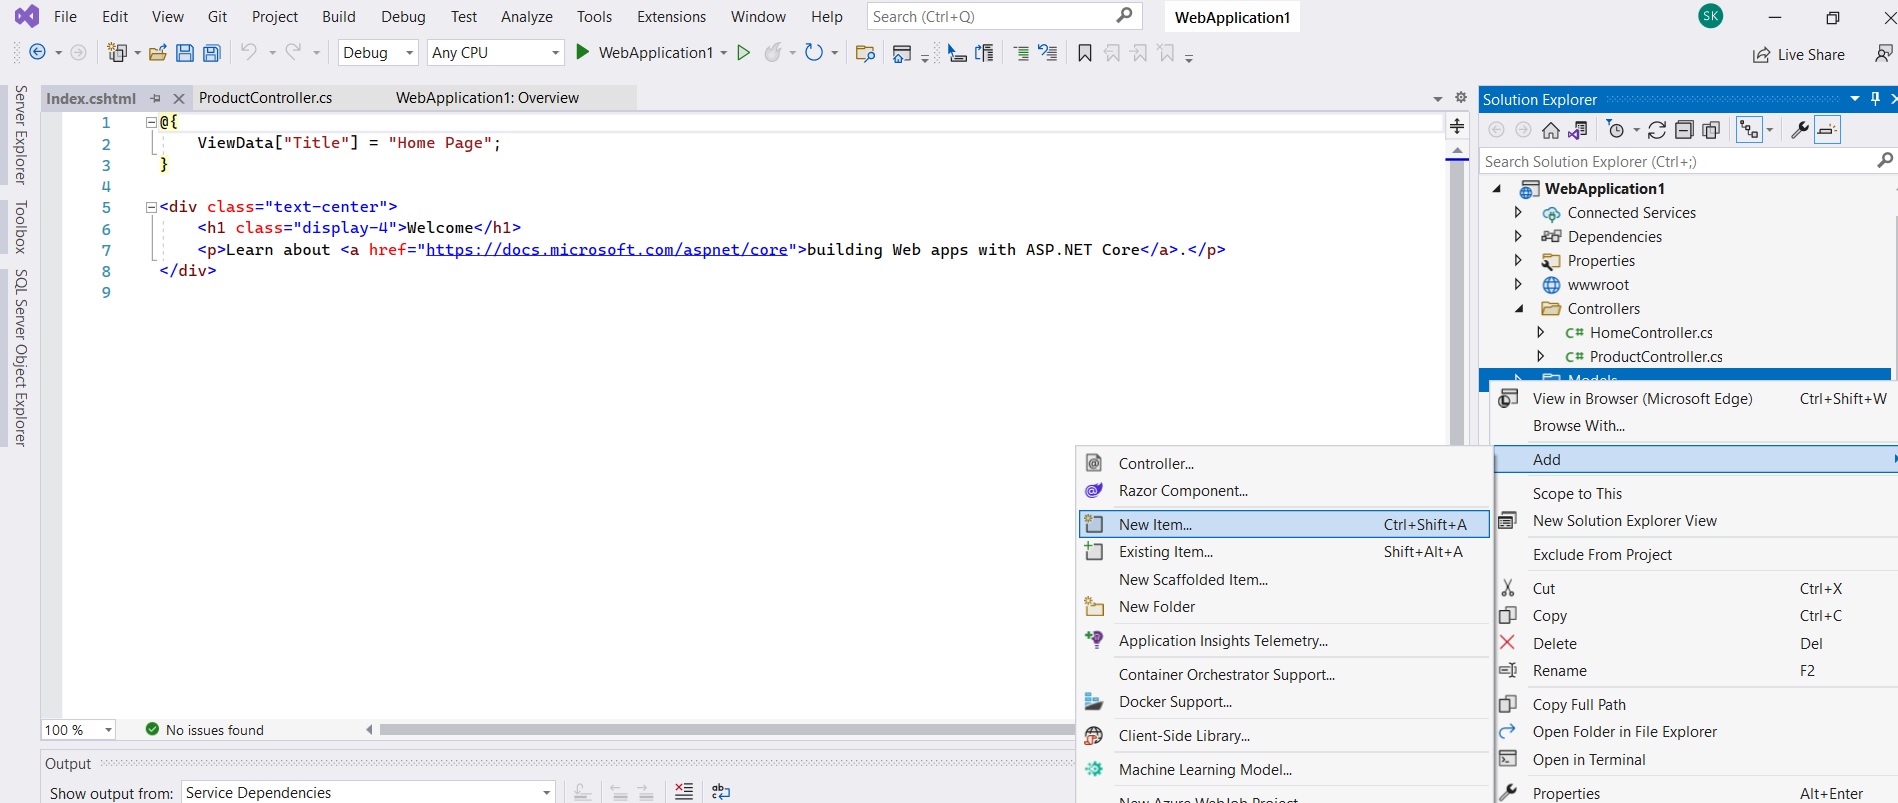 File Edit View Git Project Build Debug Test Analyze Tools Extensions Window Help Search (Ctrl+Q) WebApplication1 SK
Debug Any CPU WebApplication1 Live Share
Server Explorer
Toolbox
SQL Server Object Explorer
Index.cshtml ProductController.cs WebApplication1: Overview
1 @{
2 ViewData["Title"] = "Home Page";
3 }
4
5 <div class="text-center">
6 <h1 class="display-4">Welcome</h1>
7 <p>Learn about <a href="https://docs.microsoft.com/aspnet/core">building Web apps with ASP.NET Core</a>.</p>
8 </div>
9
100 % No issues found
Output
Show output from: Service Dependencies
Solution Explorer
Search Solution Explorer (Ctrl+;)
WebApplication1
Connected Services
Dependencies
Properties
wwwroot
Controllers
C# HomeController.cs
C# ProductController.cs
Models
View in Browser (Microsoft Edge) Ctrl+Shift+W
Browse With...
Add
Scope to This
New Solution Explorer View
Exclude From Project
Cut Ctrl+X
Copy Ctrl+C
Delete Del
Rename F2
Copy Full Path
Open Folder in File Explorer
Open in Terminal
Properties Alt+Enter
Controller...
Razor Component...
New Item... Ctrl+Shift+A
Existing Item... Shift+Alt+A
New Scaffolded Item...
New Folder
Application Insights Telemetry...
Container Orchestrator Support...
Docker Support...
Client-Side Library...
Machine Learning Model...
New Azure WebJob Project